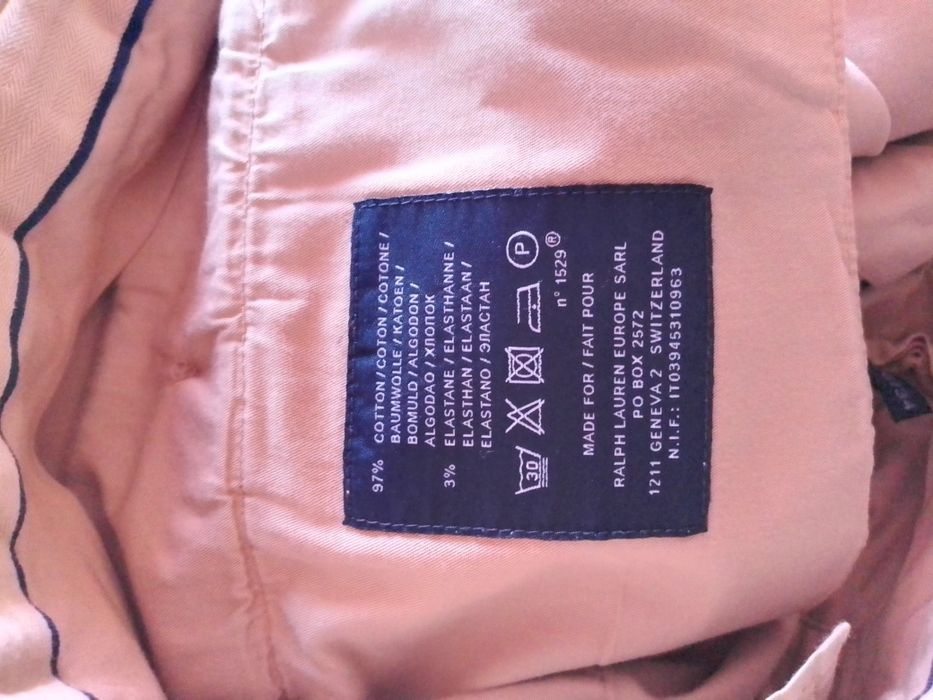 97% COTTON / COTON / COTONE /
BAUMWOLLE / KATOEN /
BOMULD / ALGODON /
ALGODAO / ХЛОПОК
3% ELASTANE / ELASTHANNE /
ELASTHAN / ELASTAAN /
ELASTANO / ЭЛАСТАН
30 P
n° 1529®
MADE FOR / FAIT POUR
RALPH LAUREN EUROPE SARL
PO BOX 2572
1211 GENEVA 2 SWITZERLAND
N.I.F.: IT03945310963